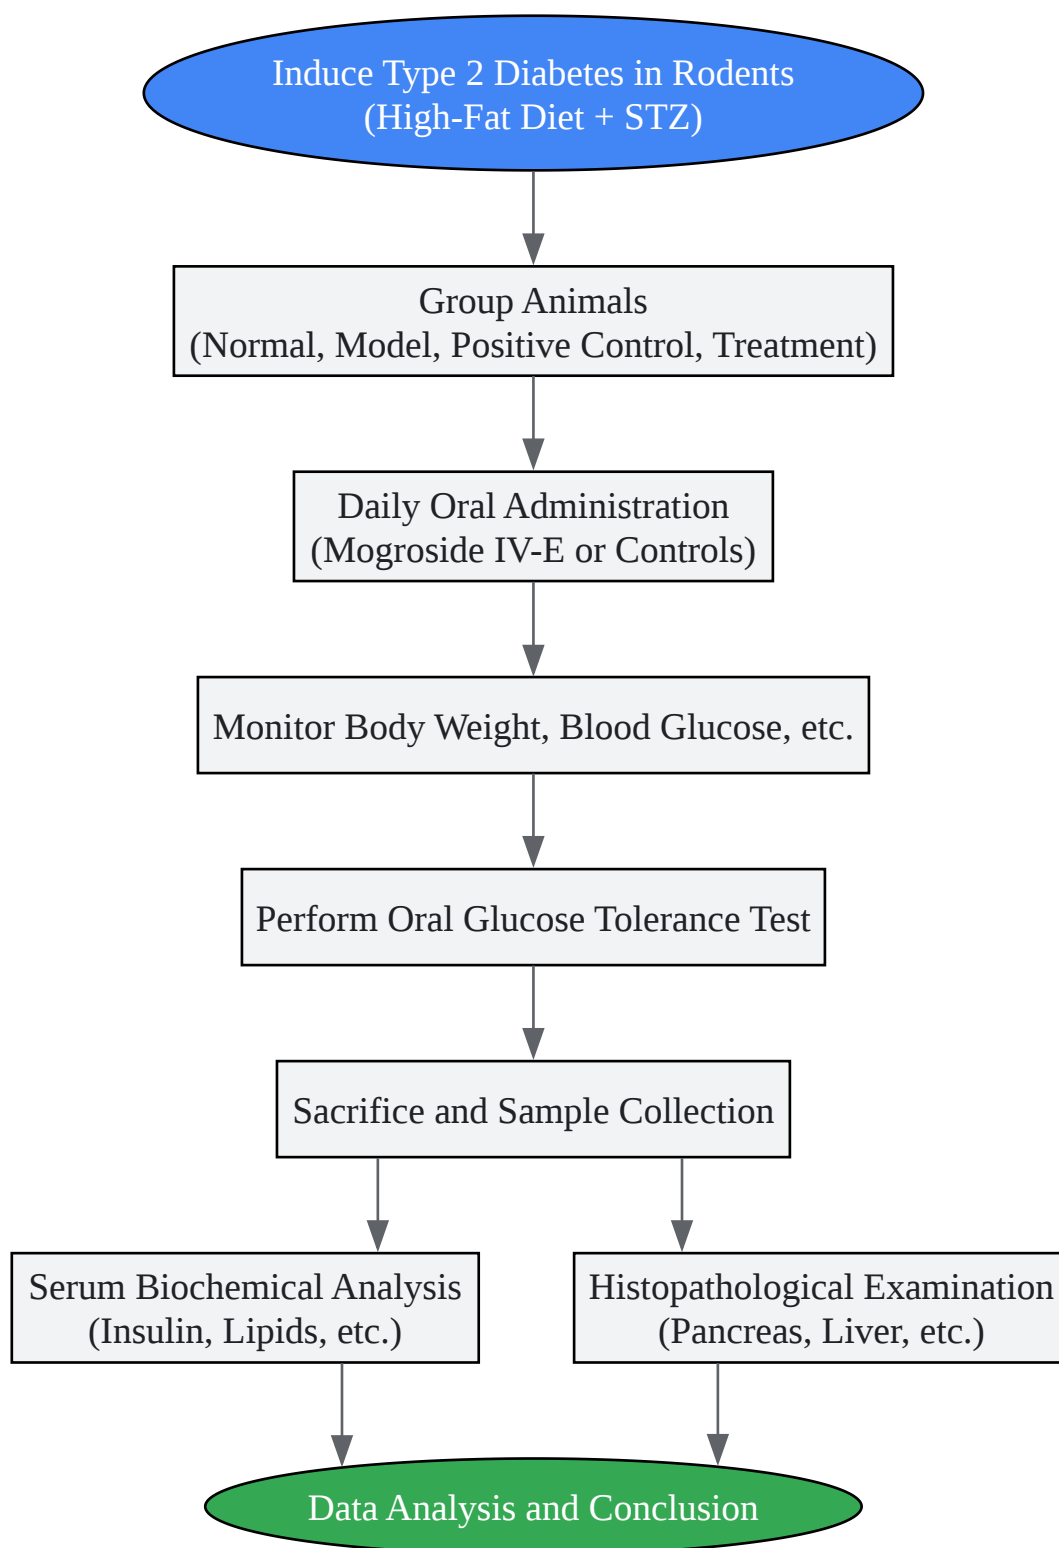 Induce Type 2 Diabetes in Rodents
(High-Fat Diet + STZ)
Group Animals
(Normal, Model, Positive Control, Treatment)
Daily Oral Administration
(Mogroside IV-E or Controls)
Monitor Body Weight, Blood Glucose, etc.
Perform Oral Glucose Tolerance Test
Sacrifice and Sample Collection
Serum Biochemical Analysis
(Insulin, Lipids, etc.)
Histopathological Examination
(Pancreas, Liver, etc.)
Data Analysis and Conclusion